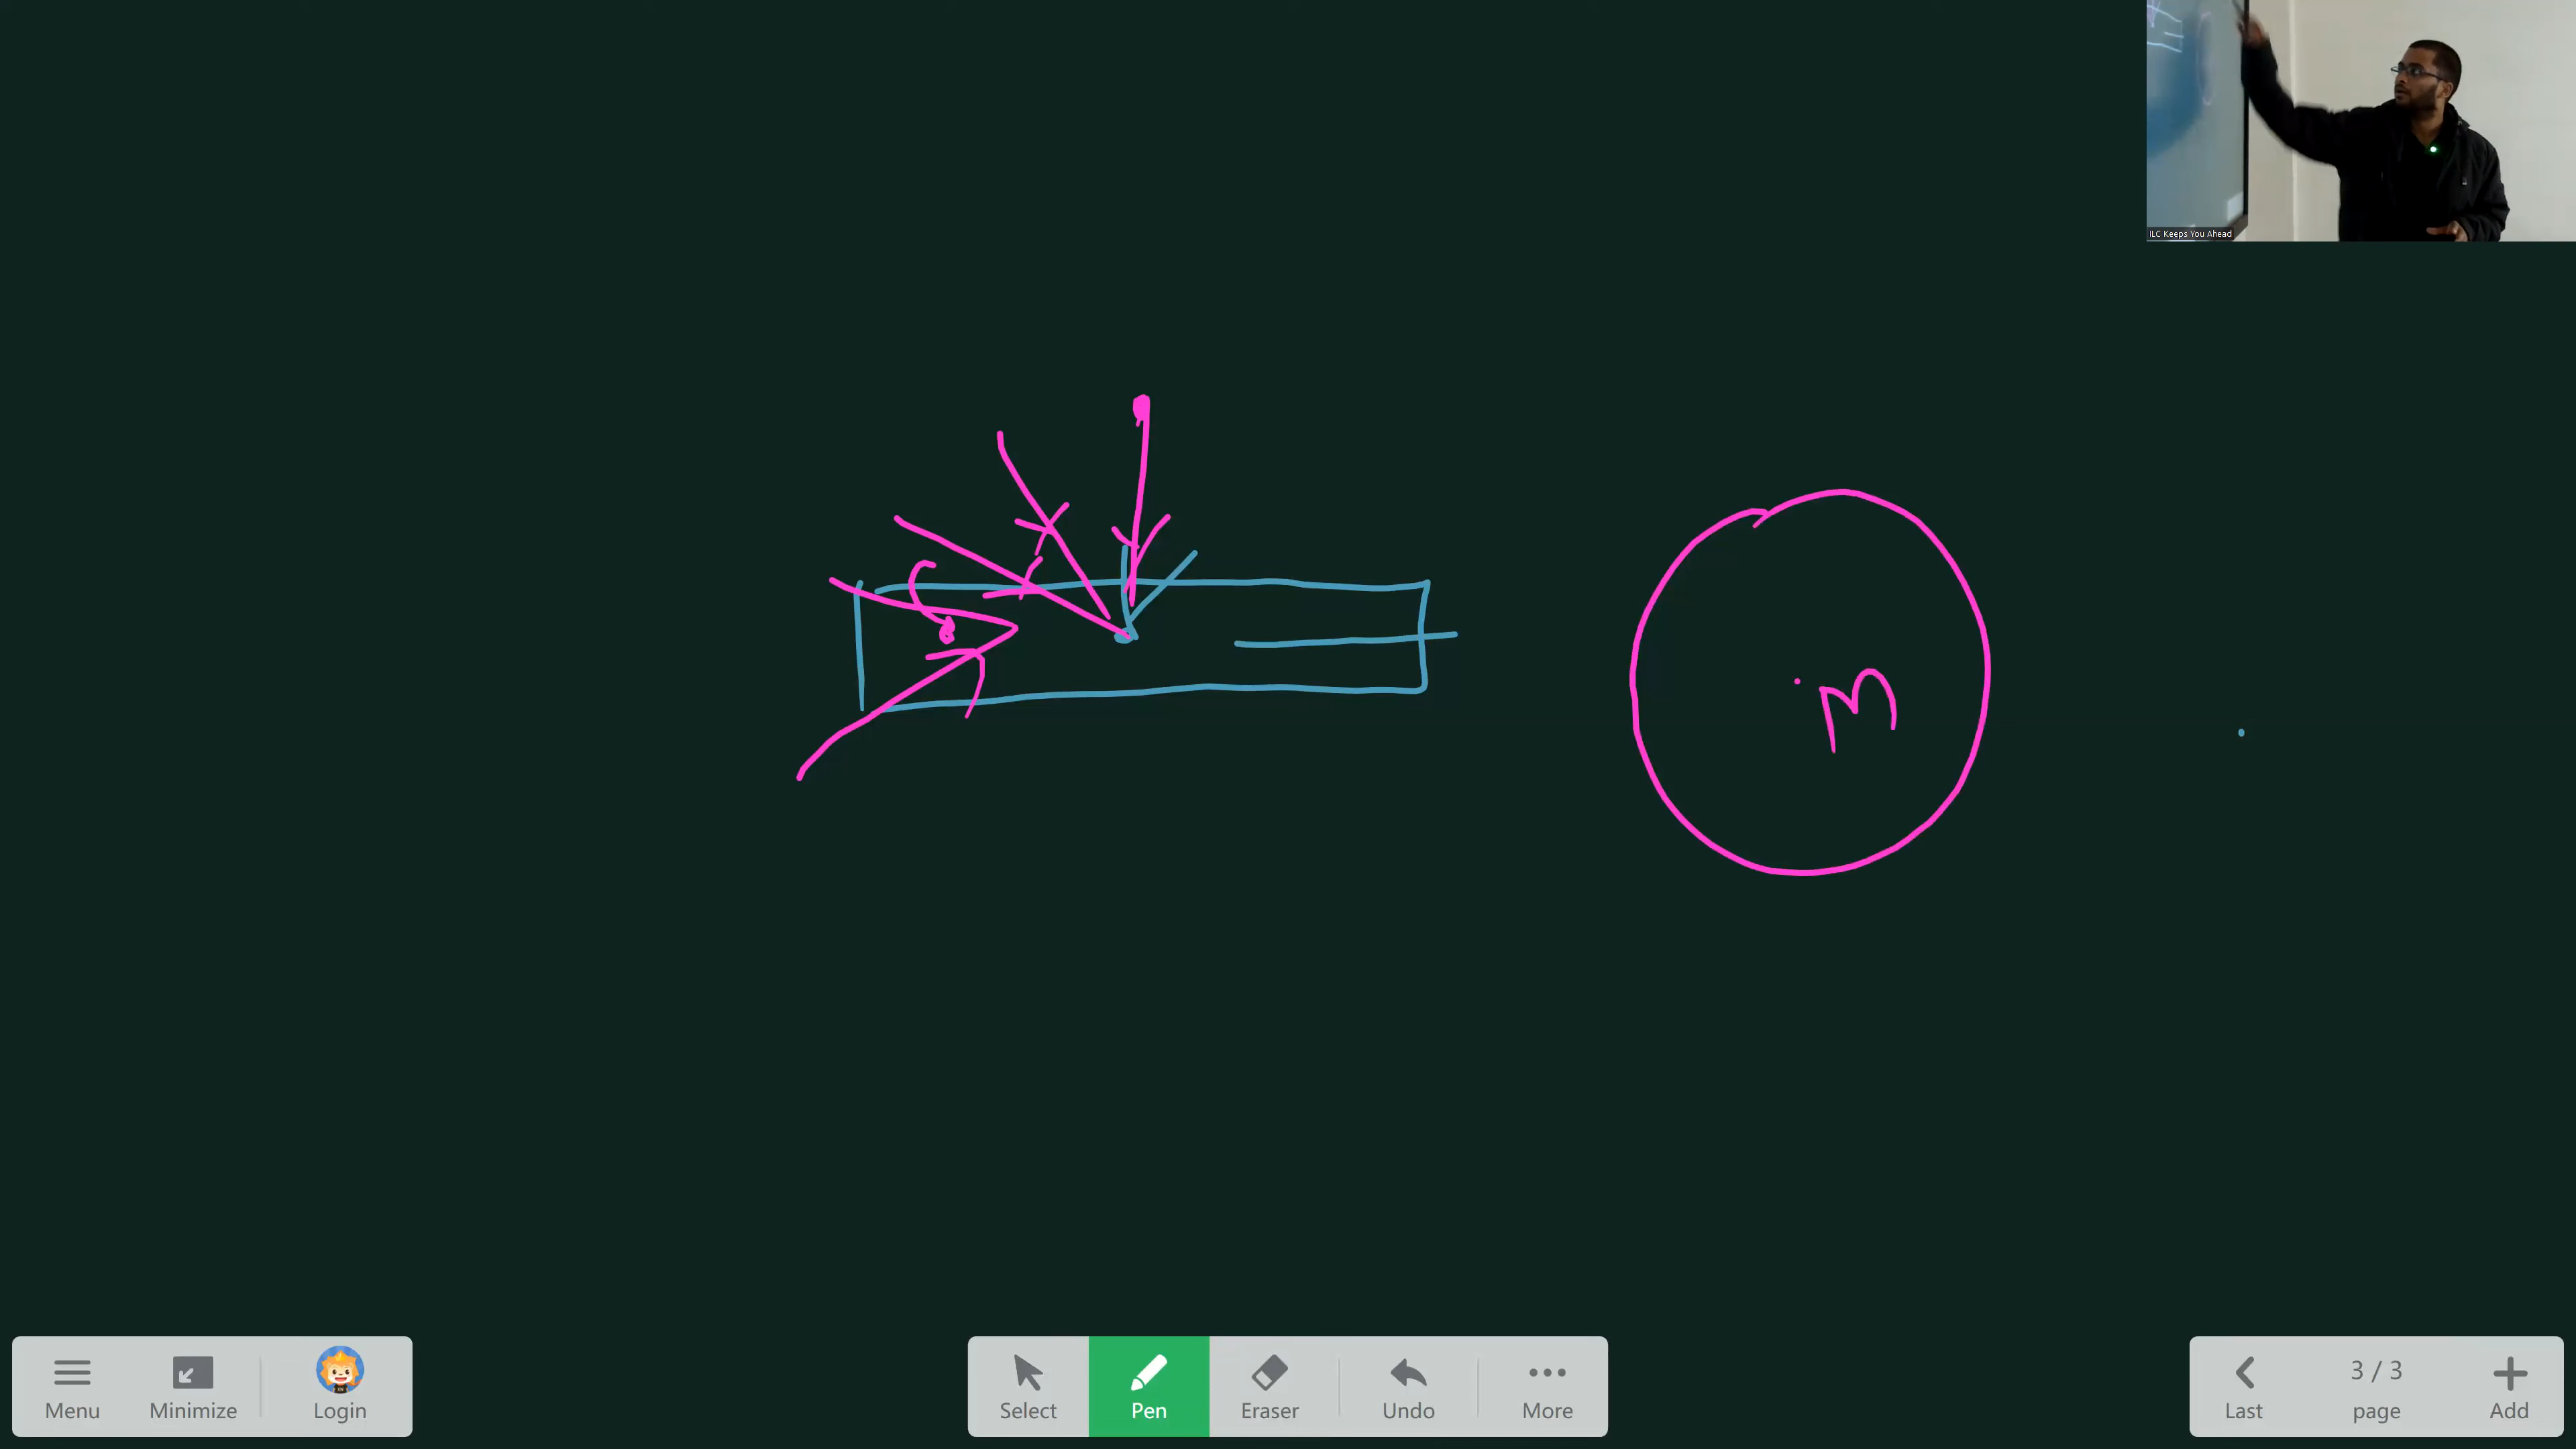 ILC Keeps You Ahead
m
Menu
Minimize
Login
Select
Pen
Eraser
Undo
More
Last
3 / 3
page
Add